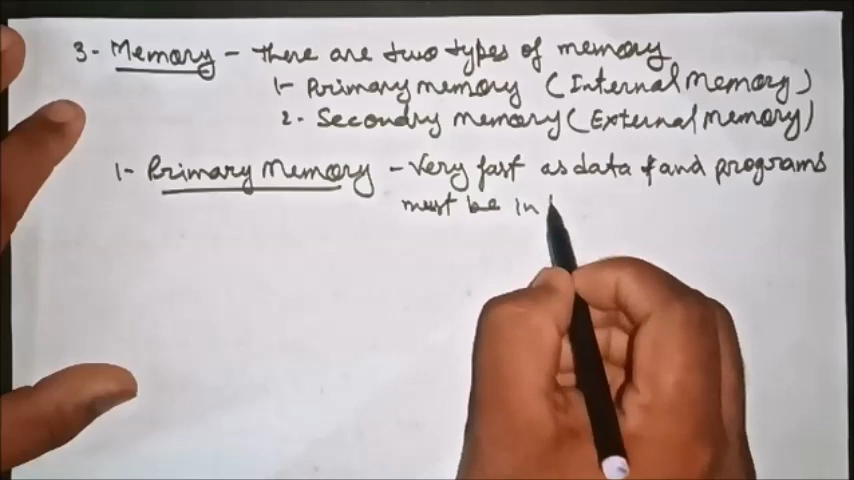 3- Memory - There are two types of memory
1- Primary memory (Internal Memory)
2. Secondry memory (External Memory)
1- Primary Memory - Very fast as data & and programs
must be in